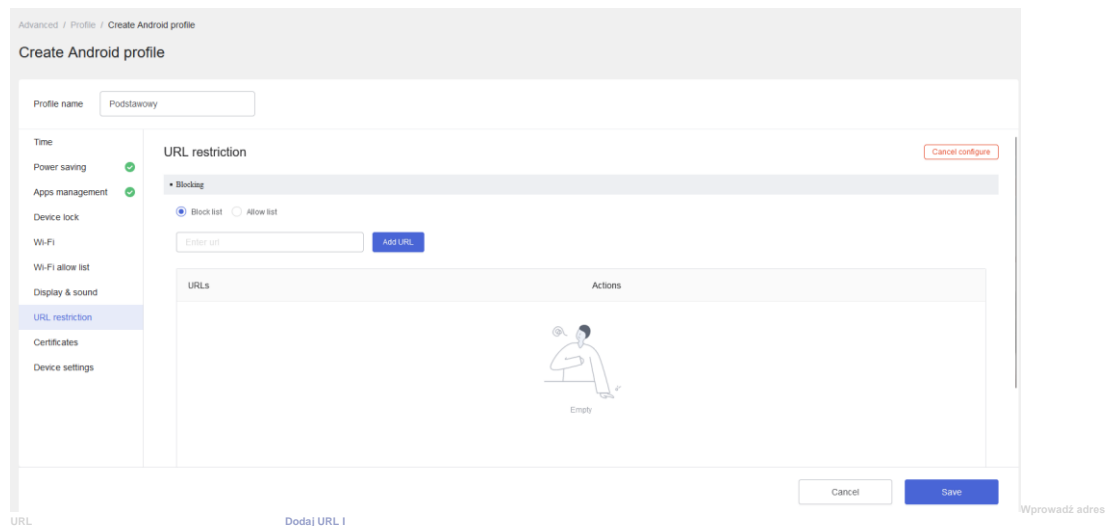 Advanced / Profile / Create Android profile
Create Android profile
Profile name Podstawowy
Time
Power saving
Apps management
Device lock
Wi-Fi
Wi-Fi allow list
Display & sound
URL restriction
Certificates
Device settings
URL restriction
Cancel configure
• Blocking
Block list Allow list
Enter url Add URL
URLs Actions
Empty
Cancel Save
Wprowadź adres
URL Dodaj URL I